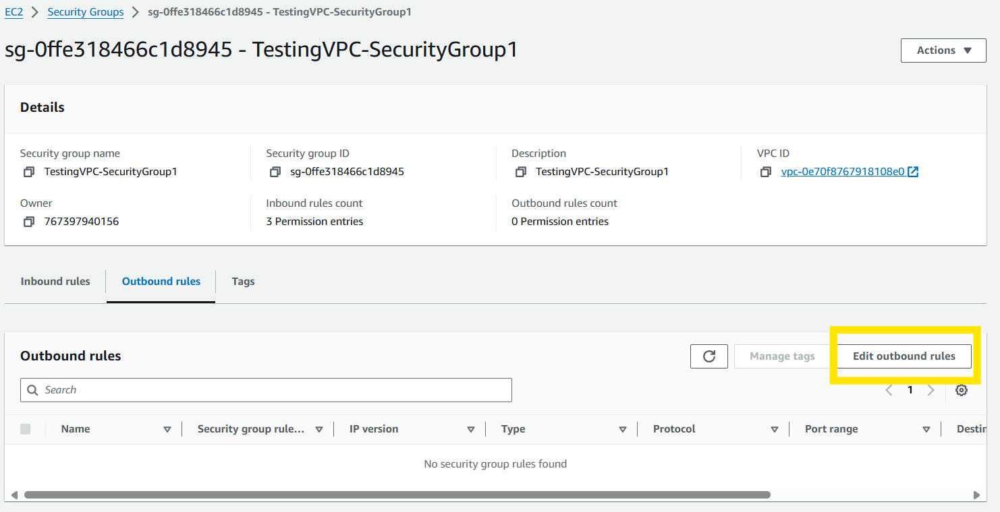 EC2 > Security Groups > sg-0ffe318466c1d8945 - TestingVPC-SecurityGroup1
sg-0ffe318466c1d8945 - TestingVPC-SecurityGroup1
Actions
Details
Security group name
TestingVPC-SecurityGroup1
Security group ID
sg-0ffe318466c1d8945
Description
TestingVPC-SecurityGroup1
VPC ID
vpc-0e70f8767918108e0
Owner
767397940156
Inbound rules count
3 Permission entries
Outbound rules count
0 Permission entries
Inbound rules Outbound rules Tags
Outbound rules
Manage tags Edit outbound rules
Search
1
Name Security group rule... IP version Type Protocol Port range Destin
No security group rules found